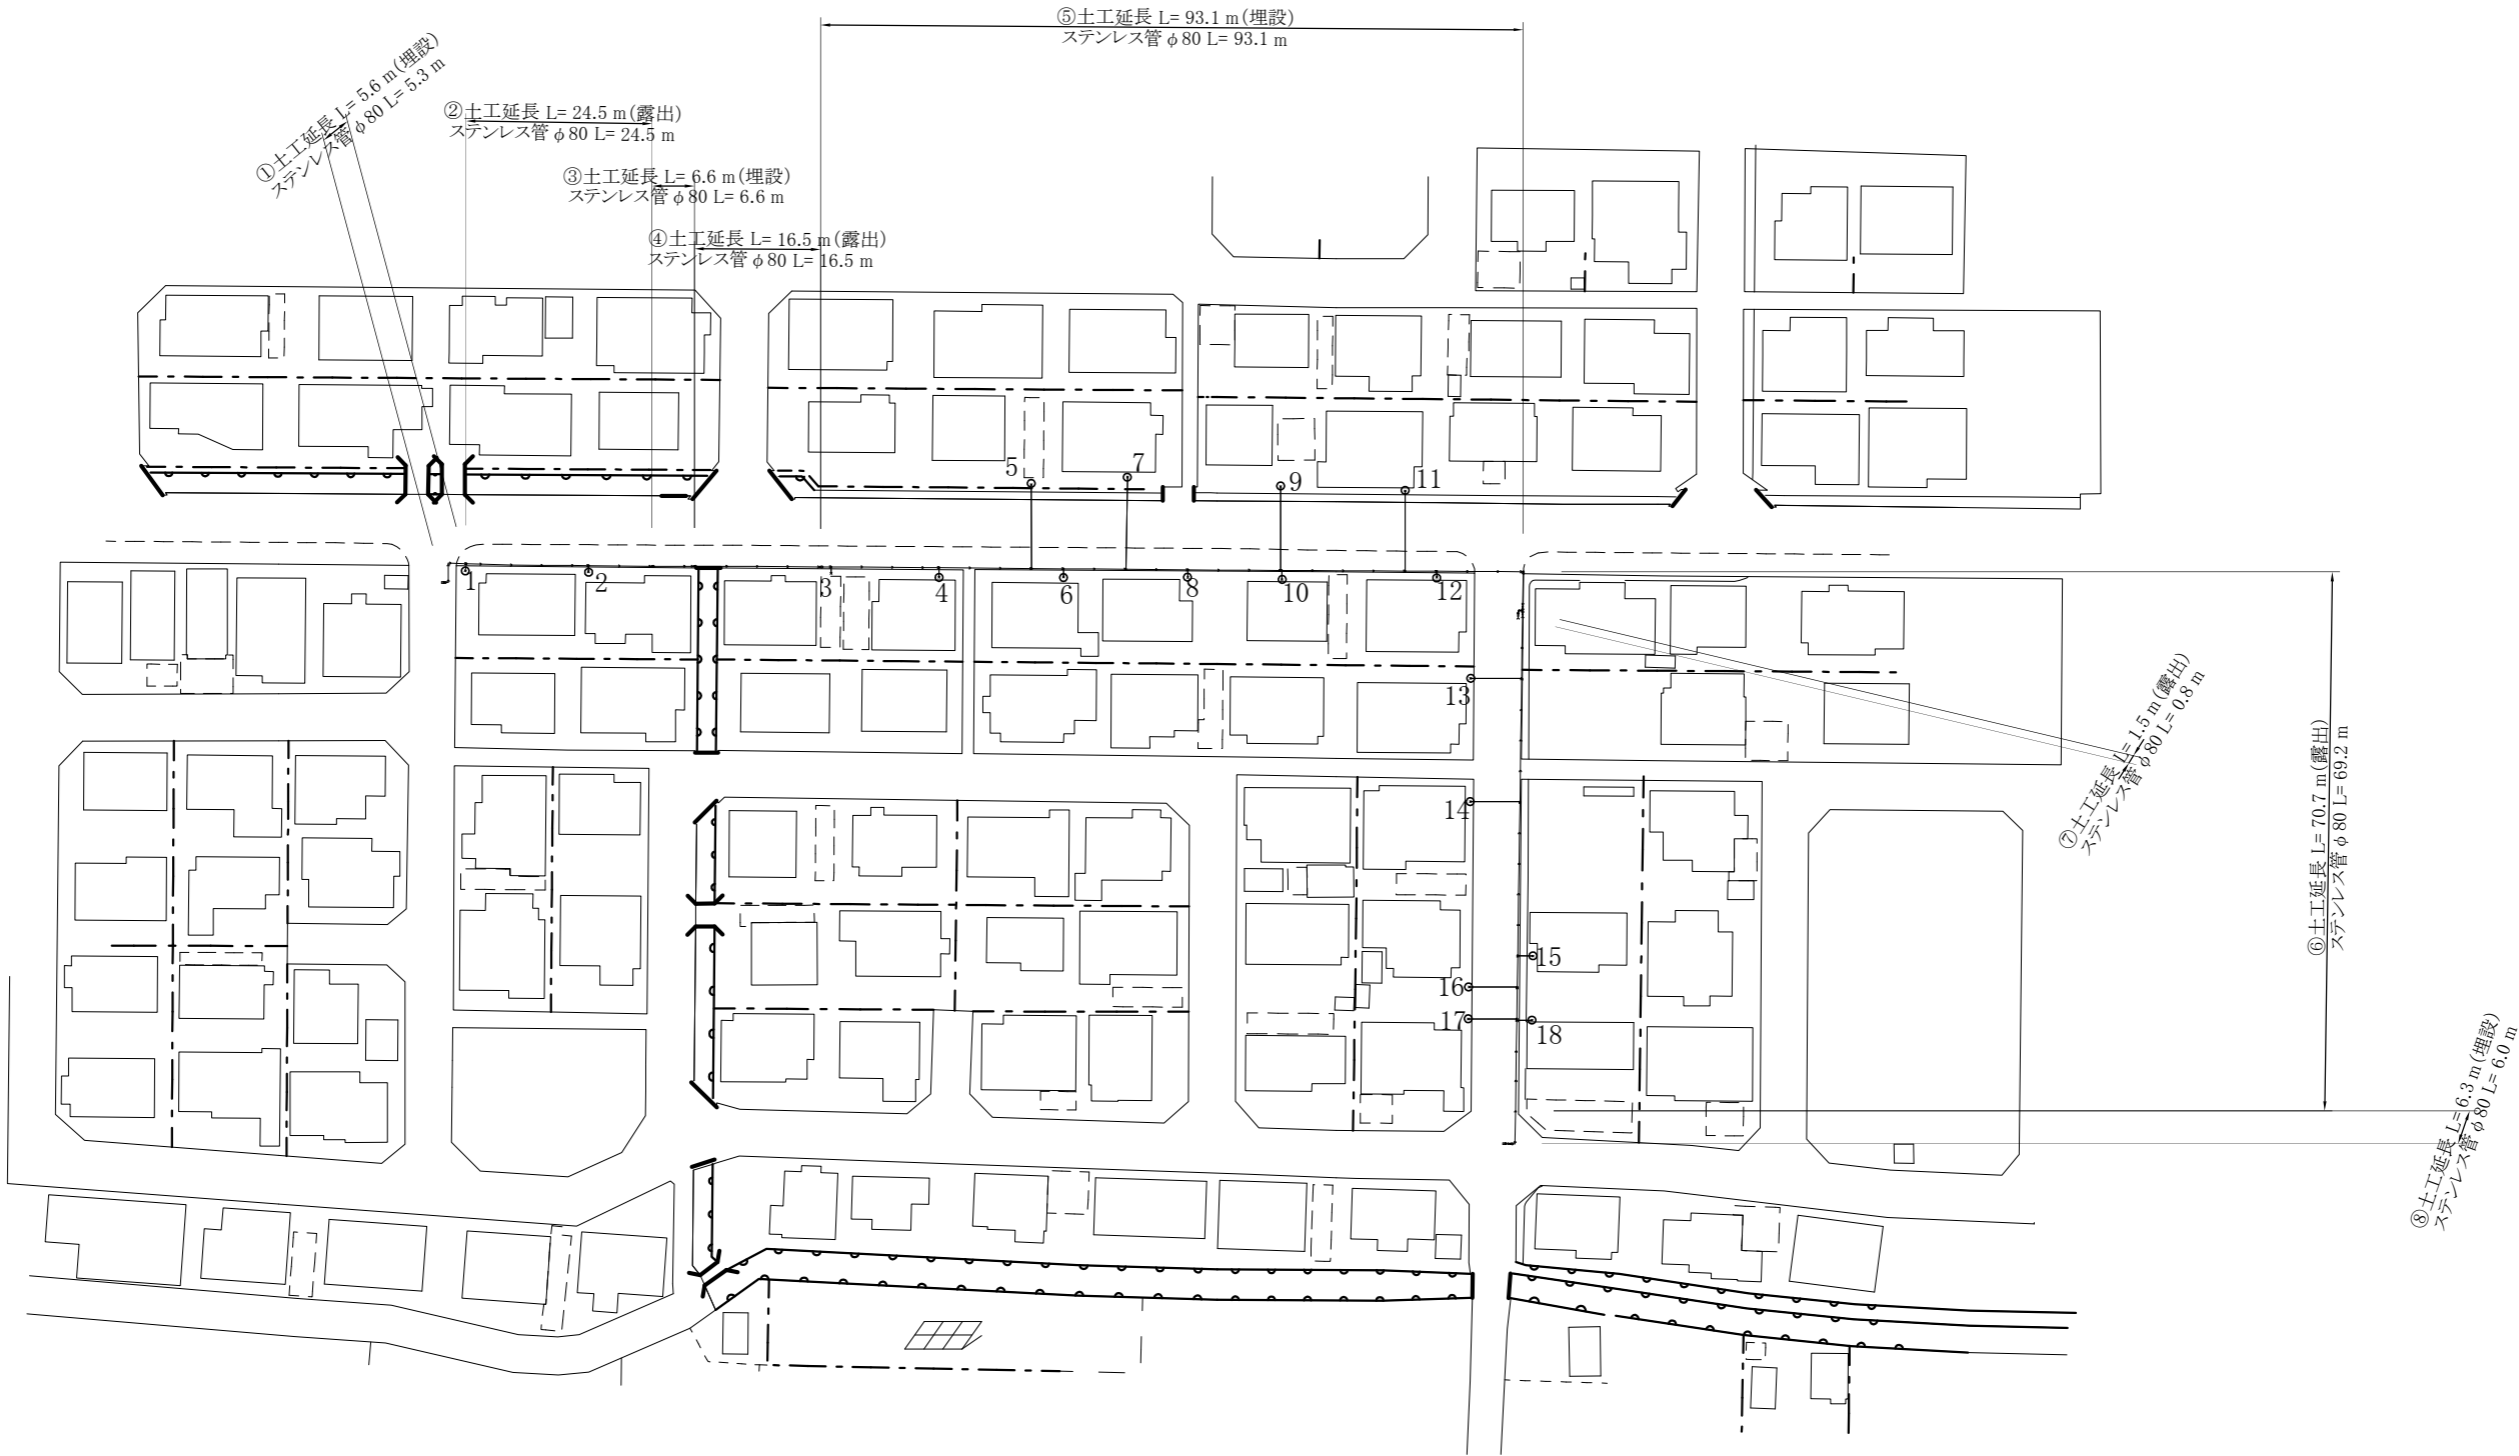 ⑤土工延長 L= 93.1 m(埋設)
ステンレス管 φ80 L= 93.1 m
①土工延長 L= 5.6 m(埋設)
ステンレス管 φ80 L= 5.3 m
②土工延長 L= 24.5 m(露出)
ステンレス管 φ80 L= 24.5 m
③土工延長 L= 6.6 m(埋設)
ステンレス管 φ80 L= 6.6 m
④土工延長 L= 16.5 m(露出)
ステンレス管 φ80 L= 16.5 m
5
7
9
11
1
2
3
4
6
8
10
12
13
14
15
16
17
18
⑦土工延長 L= 1.5 m(露出)
ステンレス管 φ80 L= 0.8 m
⑥土工延長 L= 70.7 m(露出)
ステンレス管 φ80 L= 69.2 m
⑧土工延長 L= 6.3 m(埋設)
ステンレス管 φ80 L= 6.0 m